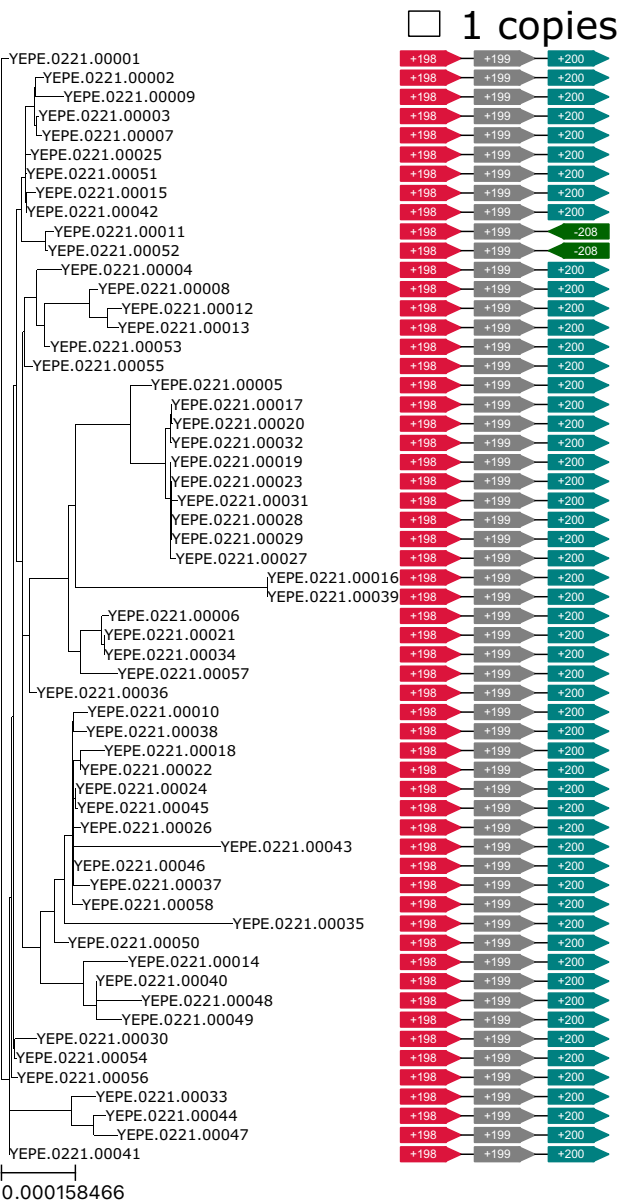 1 copies
YEPE.0221.00001 +198 +199 +200
YEPE.0221.00002 +198 +199 +200
YEPE.0221.00009 +198 +199 +200
YEPE.0221.00003 +198 +199 +200
YEPE.0221.00007 +198 +199 +200
YEPE.0221.00025 +198 +199 +200
YEPE.0221.00051 +198 +199 +200
YEPE.0221.00015 +198 +199 +200
YEPE.0221.00042 +198 +199 +200
YEPE.0221.00011 +198 +199 -208
YEPE.0221.00052 +198 +199 -208
YEPE.0221.00004 +198 +199 +200
YEPE.0221.00008 +198 +199 +200
YEPE.0221.00012 +198 +199 +200
YEPE.0221.00013 +198 +199 +200
YEPE.0221.00053 +198 +199 +200
YEPE.0221.00055 +198 +199 +200
YEPE.0221.00005 +198 +199 +200
YEPE.0221.00017 +198 +199 +200
YEPE.0221.00020 +198 +199 +200
YEPE.0221.00032 +198 +199 +200
YEPE.0221.00019 +198 +199 +200
YEPE.0221.00023 +198 +199 +200
YEPE.0221.00031 +198 +199 +200
YEPE.0221.00028 +198 +199 +200
YEPE.0221.00029 +198 +199 +200
YEPE.0221.00027 +198 +199 +200
YEPE.0221.00016 +198 +199 +200
YEPE.0221.00039 +198 +199 +200
YEPE.0221.00006 +198 +199 +200
YEPE.0221.00021 +198 +199 +200
YEPE.0221.00034 +198 +199 +200
YEPE.0221.00057 +198 +199 +200
YEPE.0221.00036 +198 +199 +200
YEPE.0221.00010 +198 +199 +200
YEPE.0221.00038 +198 +199 +200
YEPE.0221.00018 +198 +199 +200
YEPE.0221.00022 +198 +199 +200
YEPE.0221.00024 +198 +199 +200
YEPE.0221.00045 +198 +199 +200
YEPE.0221.00026 +198 +199 +200
YEPE.0221.00043 +198 +199 +200
YEPE.0221.00046 +198 +199 +200
YEPE.0221.00037 +198 +199 +200
YEPE.0221.00058 +198 +199 +200
YEPE.0221.00035 +198 +199 +200
YEPE.0221.00050 +198 +199 +200
YEPE.0221.00014 +198 +199 +200
YEPE.0221.00040 +198 +199 +200
YEPE.0221.00048 +198 +199 +200
YEPE.0221.00049 +198 +199 +200
YEPE.0221.00030 +198 +199 +200
YEPE.0221.00054 +198 +199 +200
YEPE.0221.00056 +198 +199 +200
YEPE.0221.00033 +198 +199 +200
YEPE.0221.00044 +198 +199 +200
YEPE.0221.00047 +198 +199 +200
YEPE.0221.00041 +198 +199 +200
0.000158466